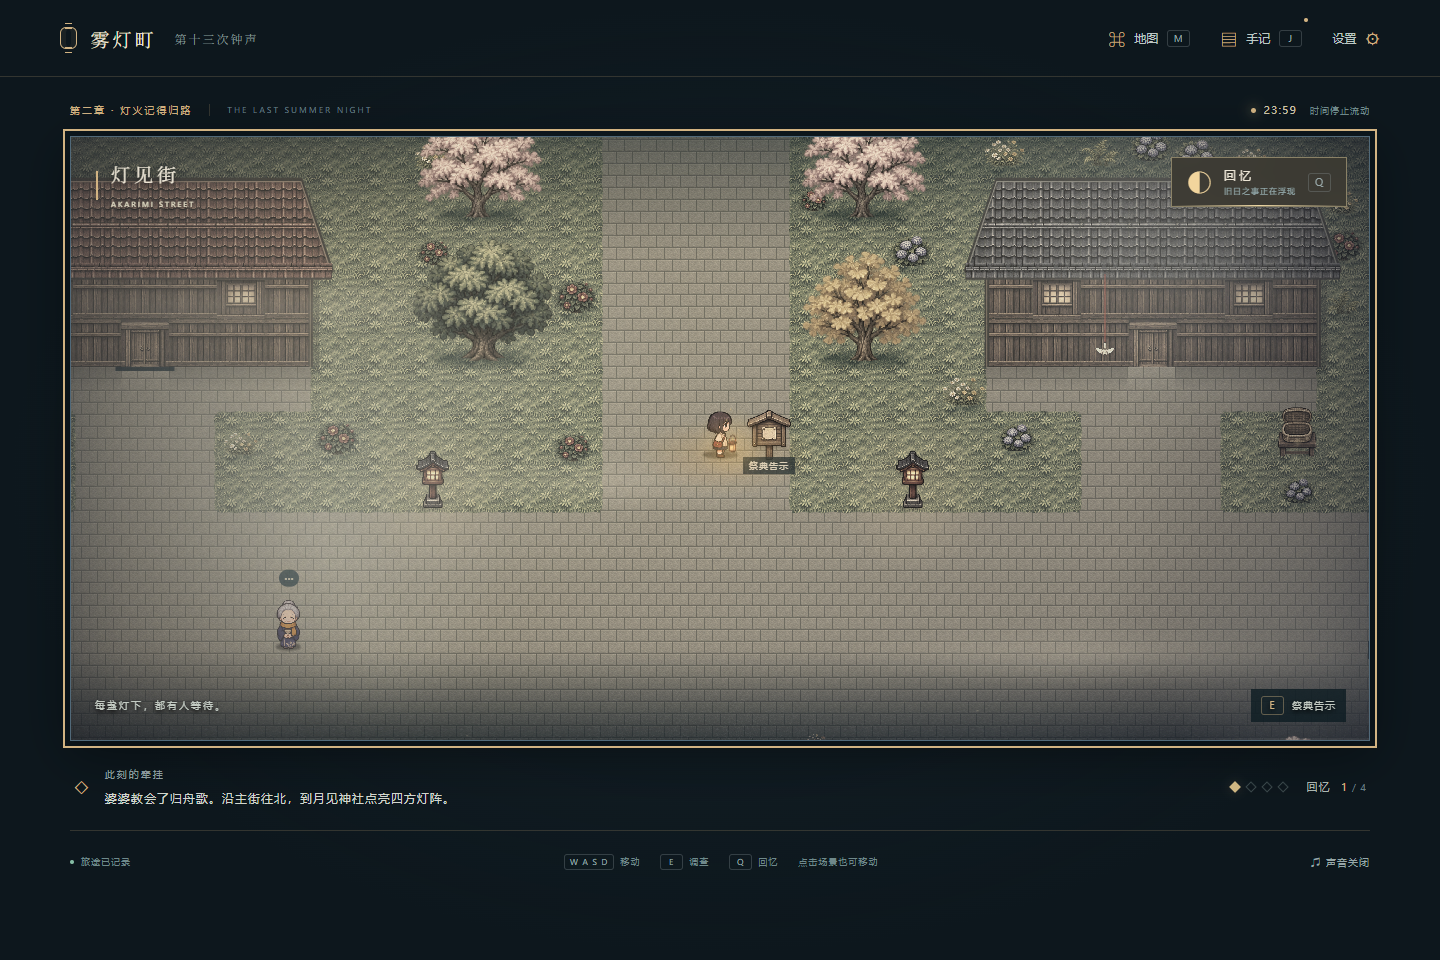 雾灯町 第十三次钟声
地图 M 手记 J 设置
第二章 · 灯火记得归路 THE LAST SUMMER NIGHT
23:59 时间停止流动
灯见街
AKARIMI STREET
回忆
旧日之事正在浮现
Q
祭典告示
...
每盏灯下，都有人等待。
E 祭典告示
此刻的牵挂
婆婆教会了归舟歌。沿主街往北，到月见神社点亮四方灯阵。
回忆 1 / 4
旅途已记录
WASD 移动 E 调查 Q 回忆 点击场景也可移动
声音关闭